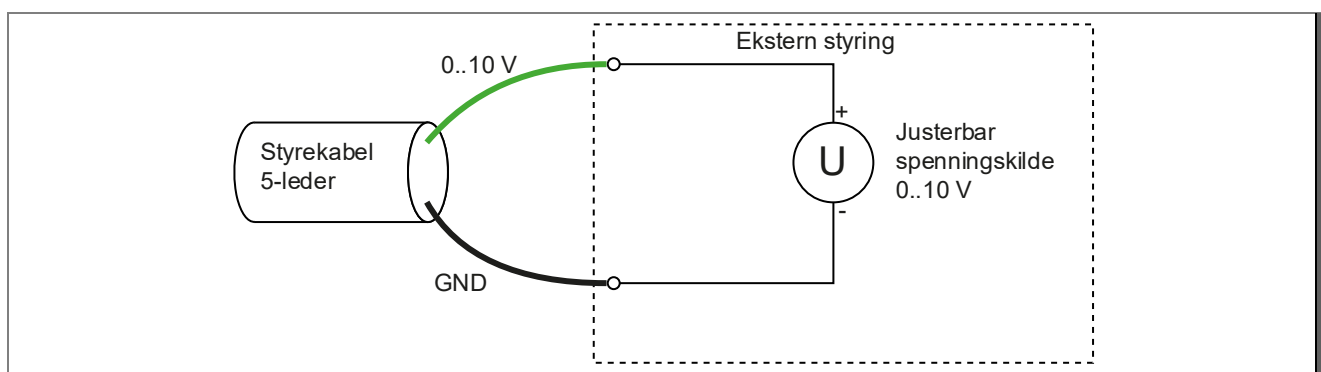 Ekstern styring
0..10 V
+
Styrekabel
5-leder
U
Justerbar
spenningskilde
0..10 V
-
GND